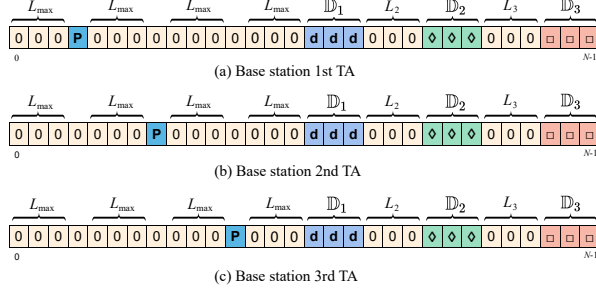 L_max L_max L_max L_max 𝔻_1 L_2 𝔻_2 L_3 𝔻_3
0 0 0 P 0 0 0 0 0 0 0 0 0 0 0 d d d 0 0 0 ◊ ◊ ◊ 0 0 0 □ □ □
0 N-1
(a) Base station 1st TA
L_max L_max L_max L_max 𝔻_1 L_2 𝔻_2 L_3 𝔻_3
0 0 0 0 0 0 0 P 0 0 0 0 0 0 0 d d d 0 0 0 ◊ ◊ ◊ 0 0 0 □ □ □
0 N-1
(b) Base station 2nd TA
L_max L_max L_max L_max 𝔻_1 L_2 𝔻_2 L_3 𝔻_3
0 0 0 0 0 0 0 0 0 0 0 P 0 0 0 d d d 0 0 0 ◊ ◊ ◊ 0 0 0 □ □ □
0 N-1
(c) Base station 3rd TA